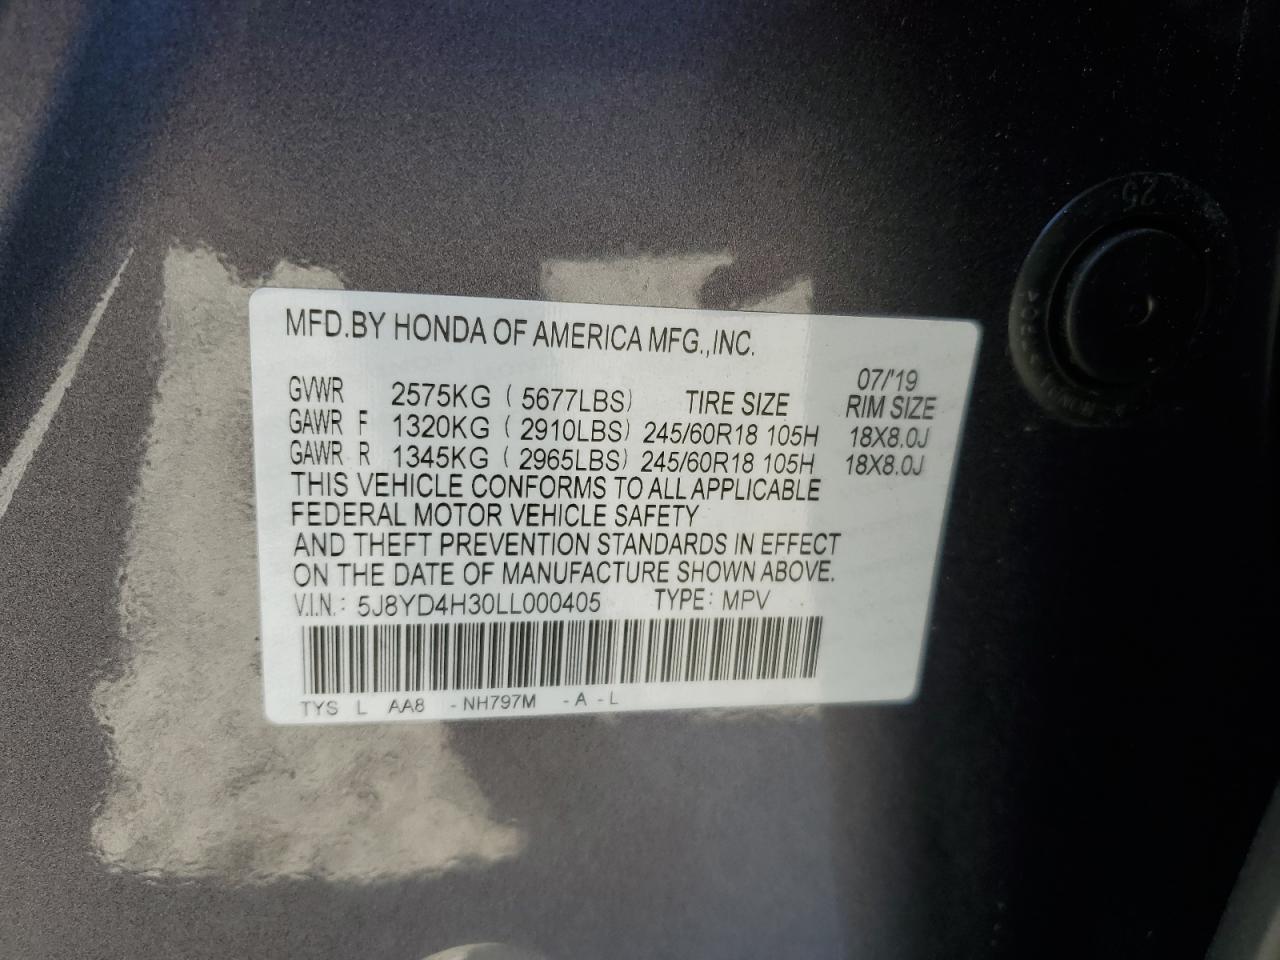 MFD.BY HONDA OF AMERICA MFG.,INC.
07/'19
GVWR 2575KG ( 5677LBS) TIRE SIZE RIM SIZE
GAWR F 1320KG ( 2910LBS) 245/60R18 105H 18X8.0J
GAWR R 1345KG ( 2965LBS) 245/60R18 105H 18X8.0J
THIS VEHICLE CONFORMS TO ALL APPLICABLE
FEDERAL MOTOR VEHICLE SAFETY
AND THEFT PREVENTION STANDARDS IN EFFECT
ON THE DATE OF MANUFACTURE SHOWN ABOVE.
V.I.N.: 5J8YD4H30LL000405 TYPE: MPV
TYS L AA8 - NH797M - A - L
25